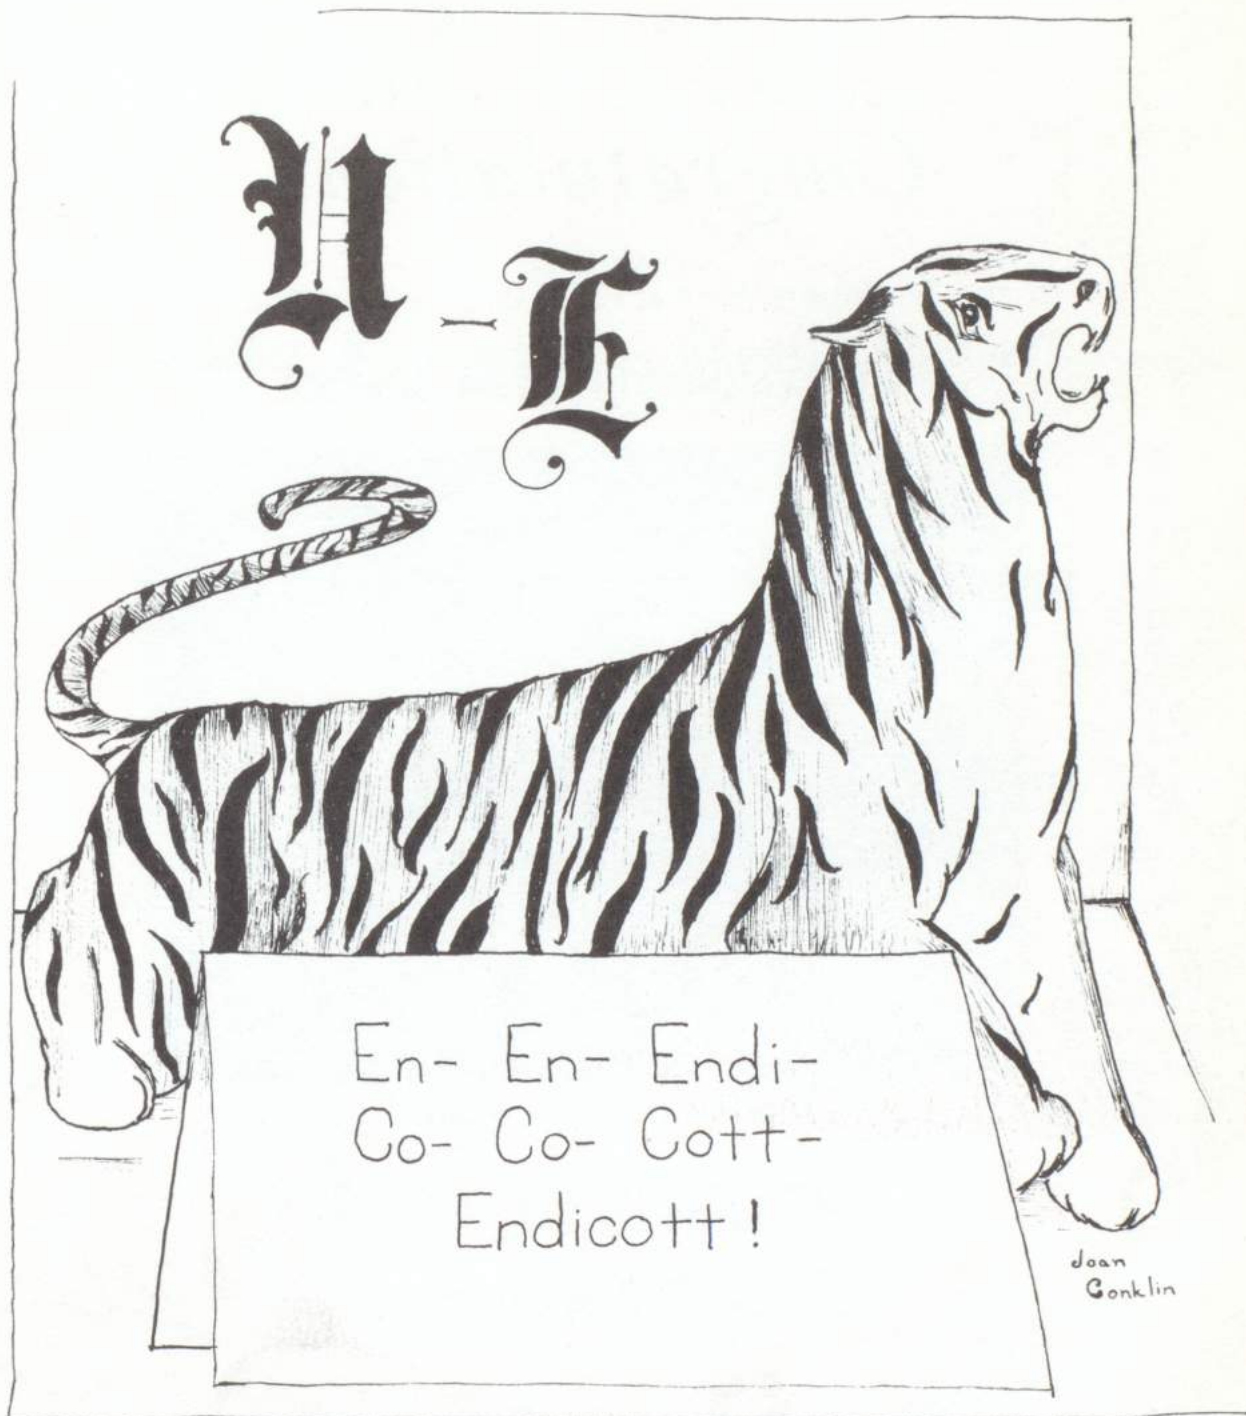 U-E
En- En- Endi-
Co- Co- Cott-
Endicott!
Joan
Conklin